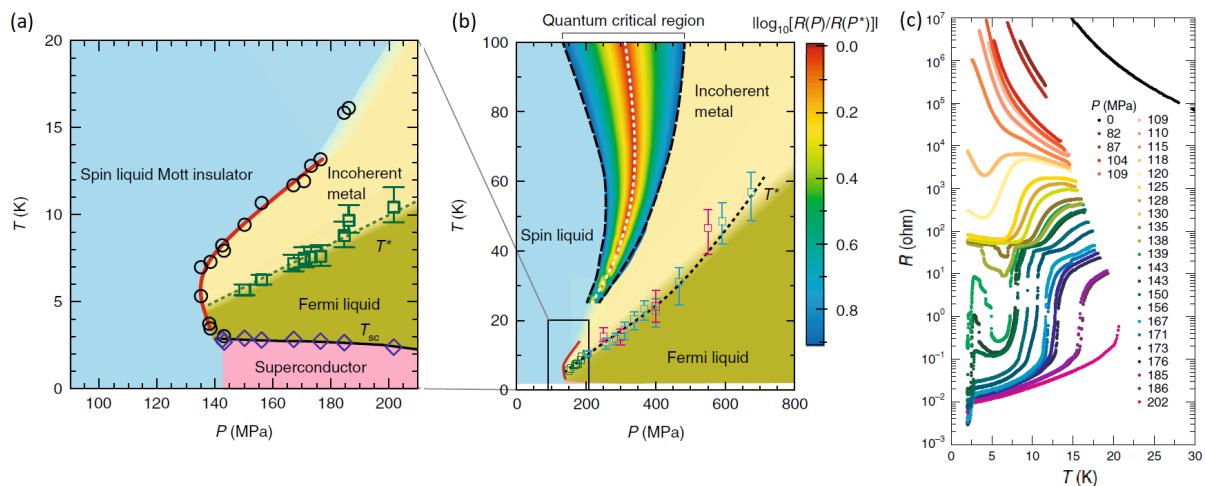 (a)
20
15
10
5
0
T (K)
100
120
140
160
180
200
P (MPa)
Spin liquid Mott insulator
Incoherent
metal
T*
Fermi liquid
Tsc
Superconductor
(b)
Quantum critical region
|log10[R(P)/R(P*)]|
100
80
60
40
20
0
T (K)
0
200
400
600
800
P (MPa)
Incoherent
metal
Spin liquid
T*
Fermi liquid
0.0
0.2
0.4
0.6
0.8
(c)
10^7
10^6
10^5
10^4
10^3
10^2
10^1
10^0
10^-1
10^-2
10^-3
R (ohm)
0
5
10
15
20
25
30
T (K)
P (MPa)
0 109
82 110
87 115
104 118
109 120
125
128
130
135
138
139
143
143
150
156
167
171
173
176
185
186
202